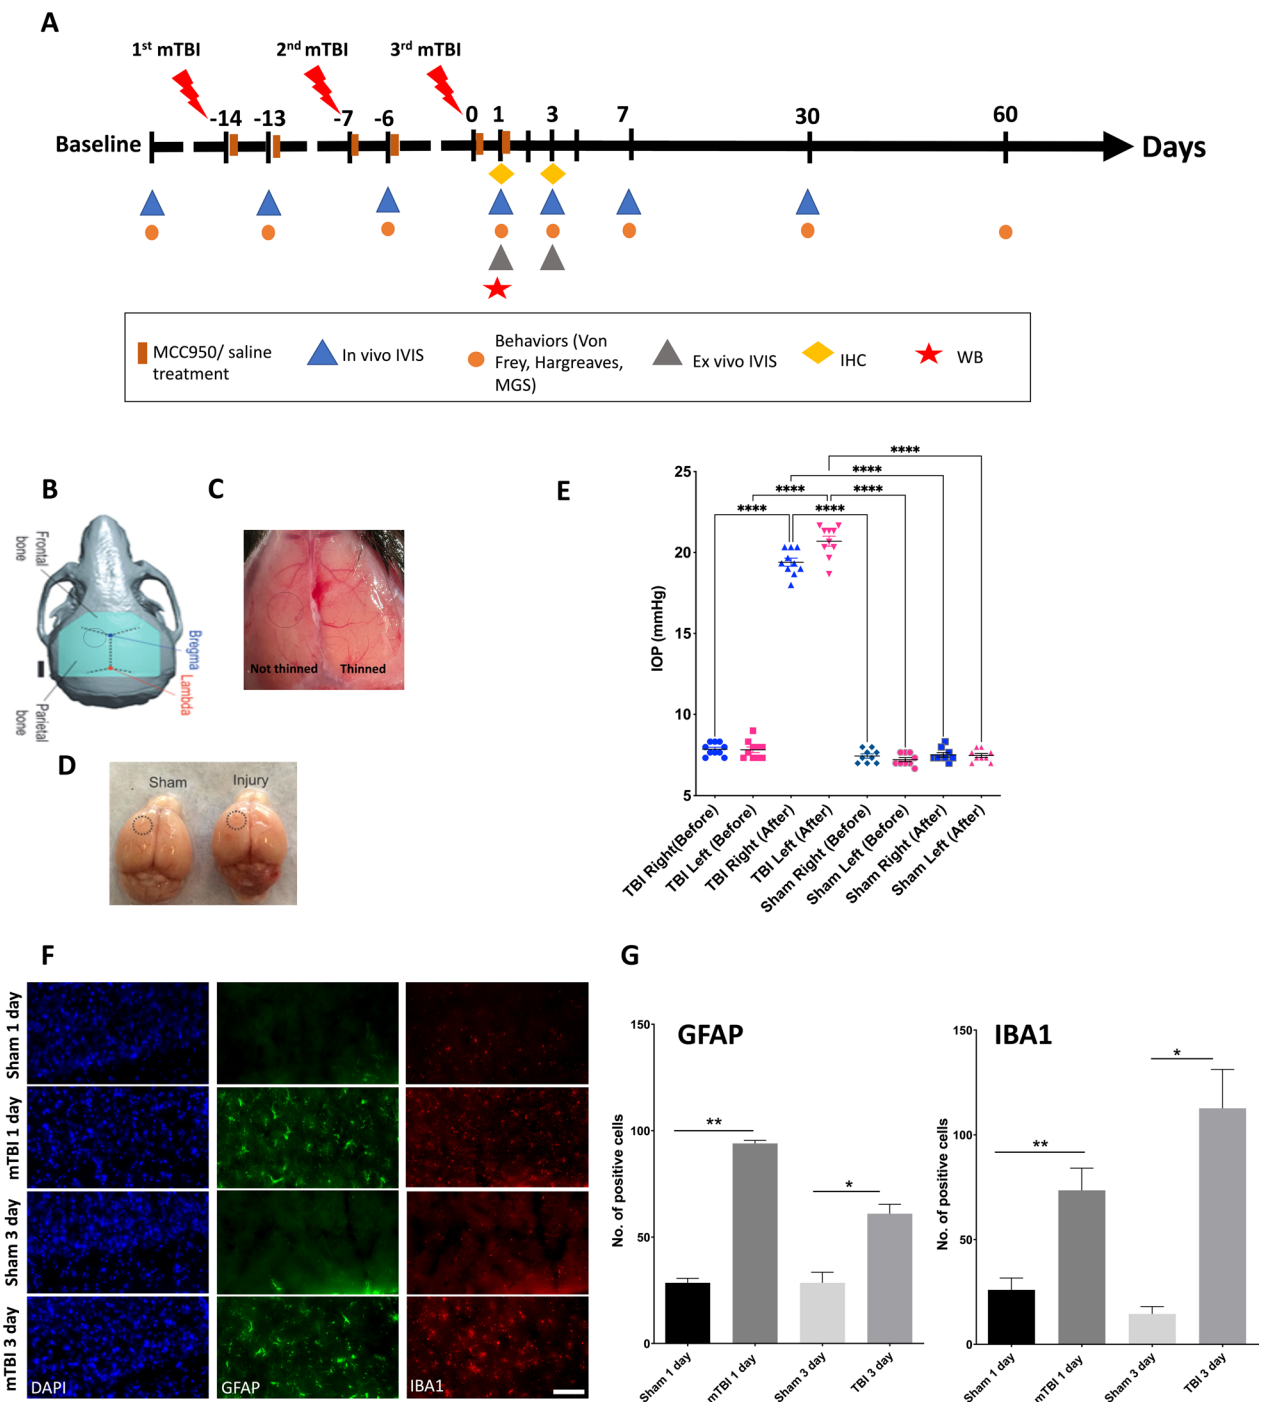 A
1st mTBI
2nd mTBI
3rd mTBI
-14
-13
-7
-6
0
1
3
7
30
60
Baseline
Days
MCC950/ saline
treatment
In vivo IVIS
Behaviors (Von
Frey, Hargreaves,
MGS)
Ex vivo IVIS
IHC
WB
B
Frontal
bone
Parietal
bone
Bregma
Lambda
C
Not thinned
Thinned
D
Sham
Injury
E
IOP (mmHg)
25
20
15
10
5
****
****
****
****
****
****
TBI Right(Before)
TBI Left (Before)
TBI Right (After)
TBI Left (After)
Sham Right (Before)
Sham Left (Before)
Sham Right (After)
Sham Left (After)
F
Sham 1 day
mTBI 1 day
Sham 3 day
mTBI 3 day
DAPI
GFAP
IBA1
G
GFAP
No. of positive cells
150
100
50
0
**
*
Sham 1 day
mTBI 1 day
Sham 3 day
TBI 3 day
IBA1
No. of positive cells
150
100
50
0
**
*
Sham 1 day
mTBI 1 day
Sham 3 day
TBI 3 day